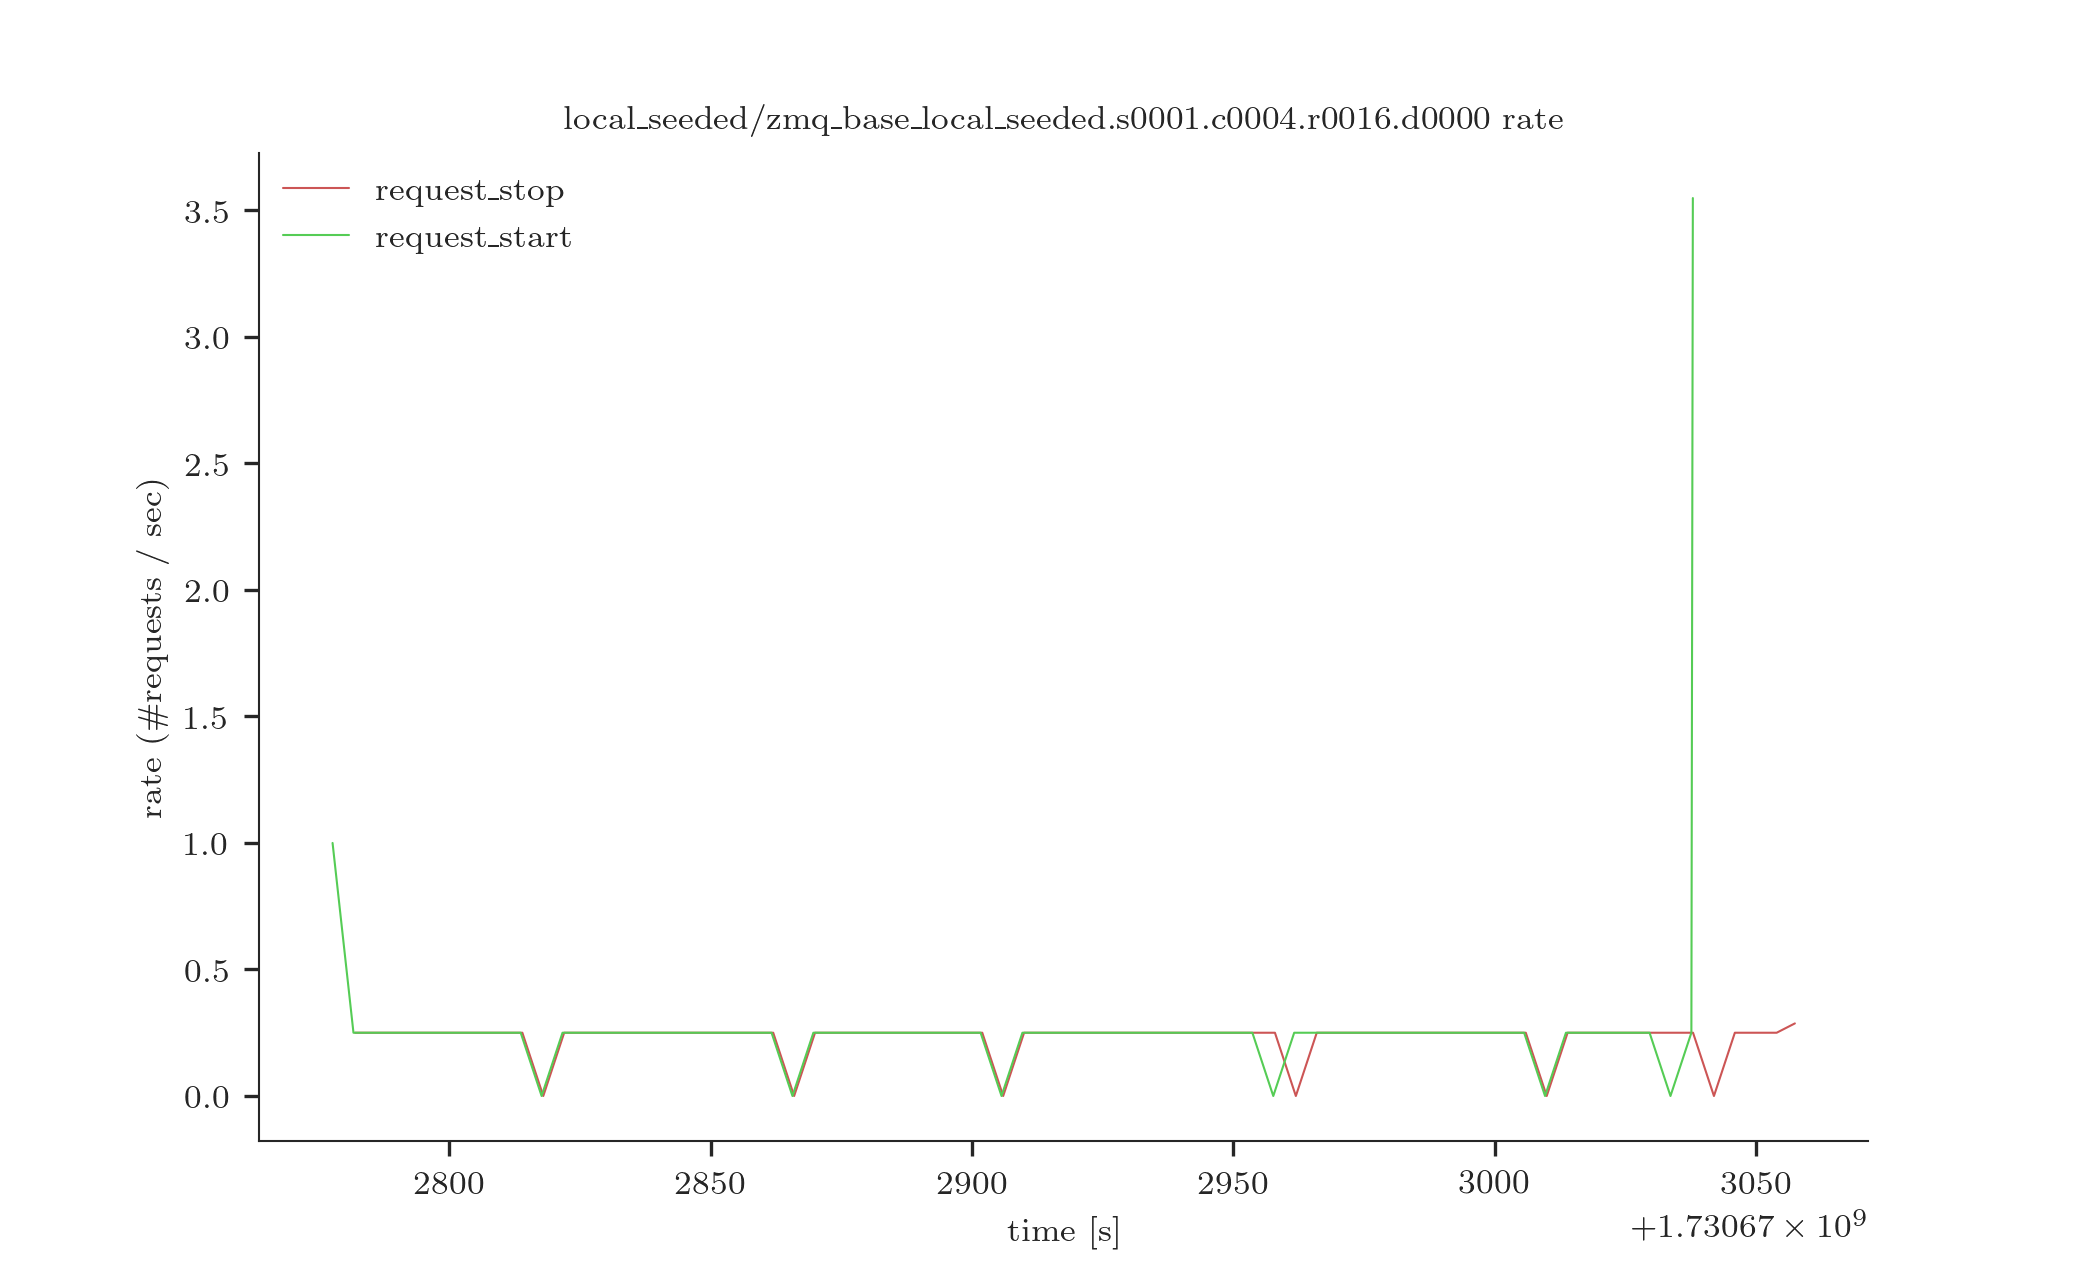 local_seeded/zmq_base_local_seeded.s0001.c0004.r0016.d0000 rate
request_stop
request_start
3.5
3.0
2.5
2.0
1.5
1.0
0.5
0.0
rate (#requests / sec)
2800 2850 2900 2950 3000 3050
time [s]
+1.73067 × 10⁹